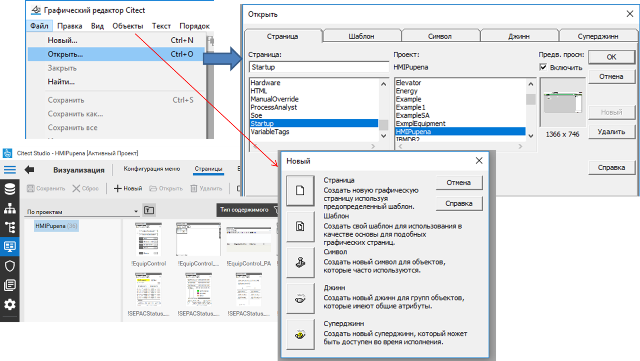 Графический редактор Citect
Файл Правка Вид Объекты Текст Порядок
Новый... Ctrl+N
Открыть... Ctrl+O
Закрыть
Найти...
Сохранить Ctrl+S
Сохранить как...
Сохранить все
Открыть
Страница Шаблон Символ Джинн Суперджинн
Страница: Проект: Предв. просм:
Startup HMIPupena Включить
Hardware
HTML
ManualOverride
ProcessAnalyst
Soe
Startup
VariableTags
Elevator
Energy
Example
Example1
ExampleSA
ExmplEquipment
HMIPupena
IBMDB2
1366 x 746
OK
Отмена
Новый
Удалить
Справка
Citect Studio - HMIPupena [Активный Проект]
Визуализация Конфигурация меню Страницы
Сохранить Сброс Новый Открыть Удалить
По проектам Тип содержимого
HMIPupena (26)
!EquipControl !EquipControl_PA
!SEPACStatus_... !SEPACStatus_...
Новый
Страница
Создать новую графическую
страницу используя
предопределенный шаблон.
Шаблон
Создать свой шаблон для использования в
качестве основы для подобных
графических страниц.
Символ
Создать новый символ для объектов,
которые часто используются.
Джинн
Создать новый джинн для групп объектов,
которые имеют общие атрибуты.
Суперджинн
Создать новый суперджинн, который может
быть доступен во время исполнения.
Отмена
Справка